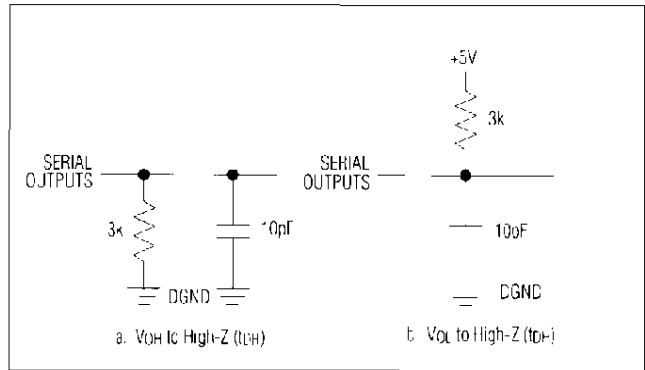 +5V
3k
SERIAL
OUTPUTS
3k
10pF
DGND
a. VOH to High-Z (tDH)
SERIAL
OUTPUTS
10pF
DGND
b. VOL to High-Z (tDH)